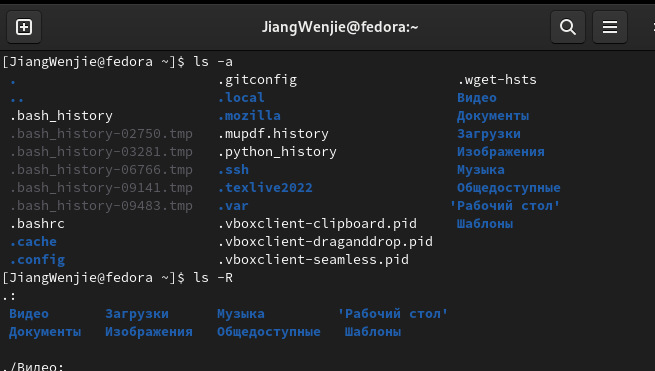 JiangWenjie@fedora:~
[JiangWenjie@fedora ~]$ ls -a
. .gitconfig .wget-hsts
.. .local Видео
.bash_history .mozilla Документы
.bash_history-02750.tmp .mupdf.history Загрузки
.bash_history-03281.tmp .python_history Изображения
.bash_history-06766.tmp .ssh Музыка
.bash_history-09141.tmp .texlive2022 Общедоступные
.bash_history-09483.tmp .var 'Рабочий стол'
.bashrc .vboxclient-clipboard.pid Шаблоны
.cache .vboxclient-draganddrop.pid
.config .vboxclient-seamless.pid
[JiangWenjie@fedora ~]$ ls -R
.:
Видео Загрузки Музыка 'Рабочий стол'
Документы Изображения Общедоступные Шаблоны
./Видео: